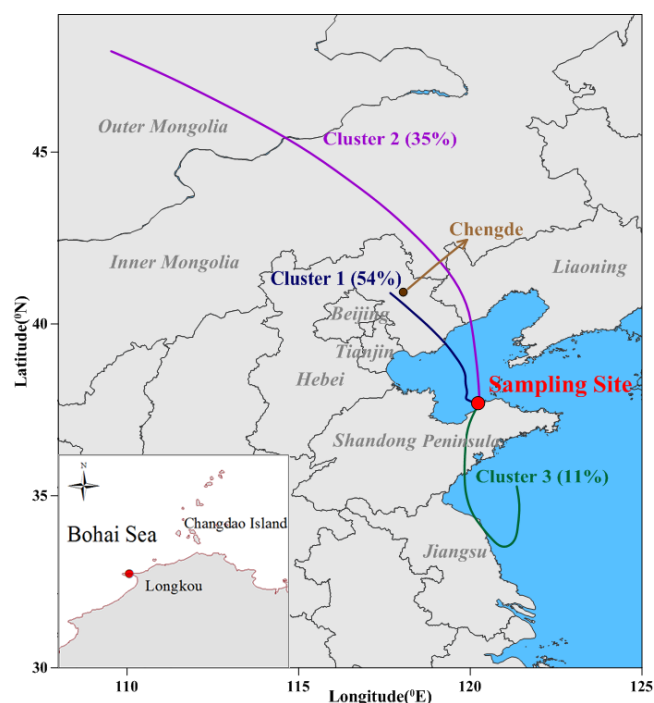 Outer Mongolia
Cluster 2 (35%)
Chengde
Inner Mongolia
Liaoning
Cluster 1 (54%)
Beijing
Tianjin
Hebei
Sampling Site
Shandong Peninsula
Cluster 3 (11%)
Jiangsu
N
Bohai Sea
Changdao Island
Longkou
45
40
35
30
Latitude(⁰N)
110
115
120
125
Longitude(⁰E)